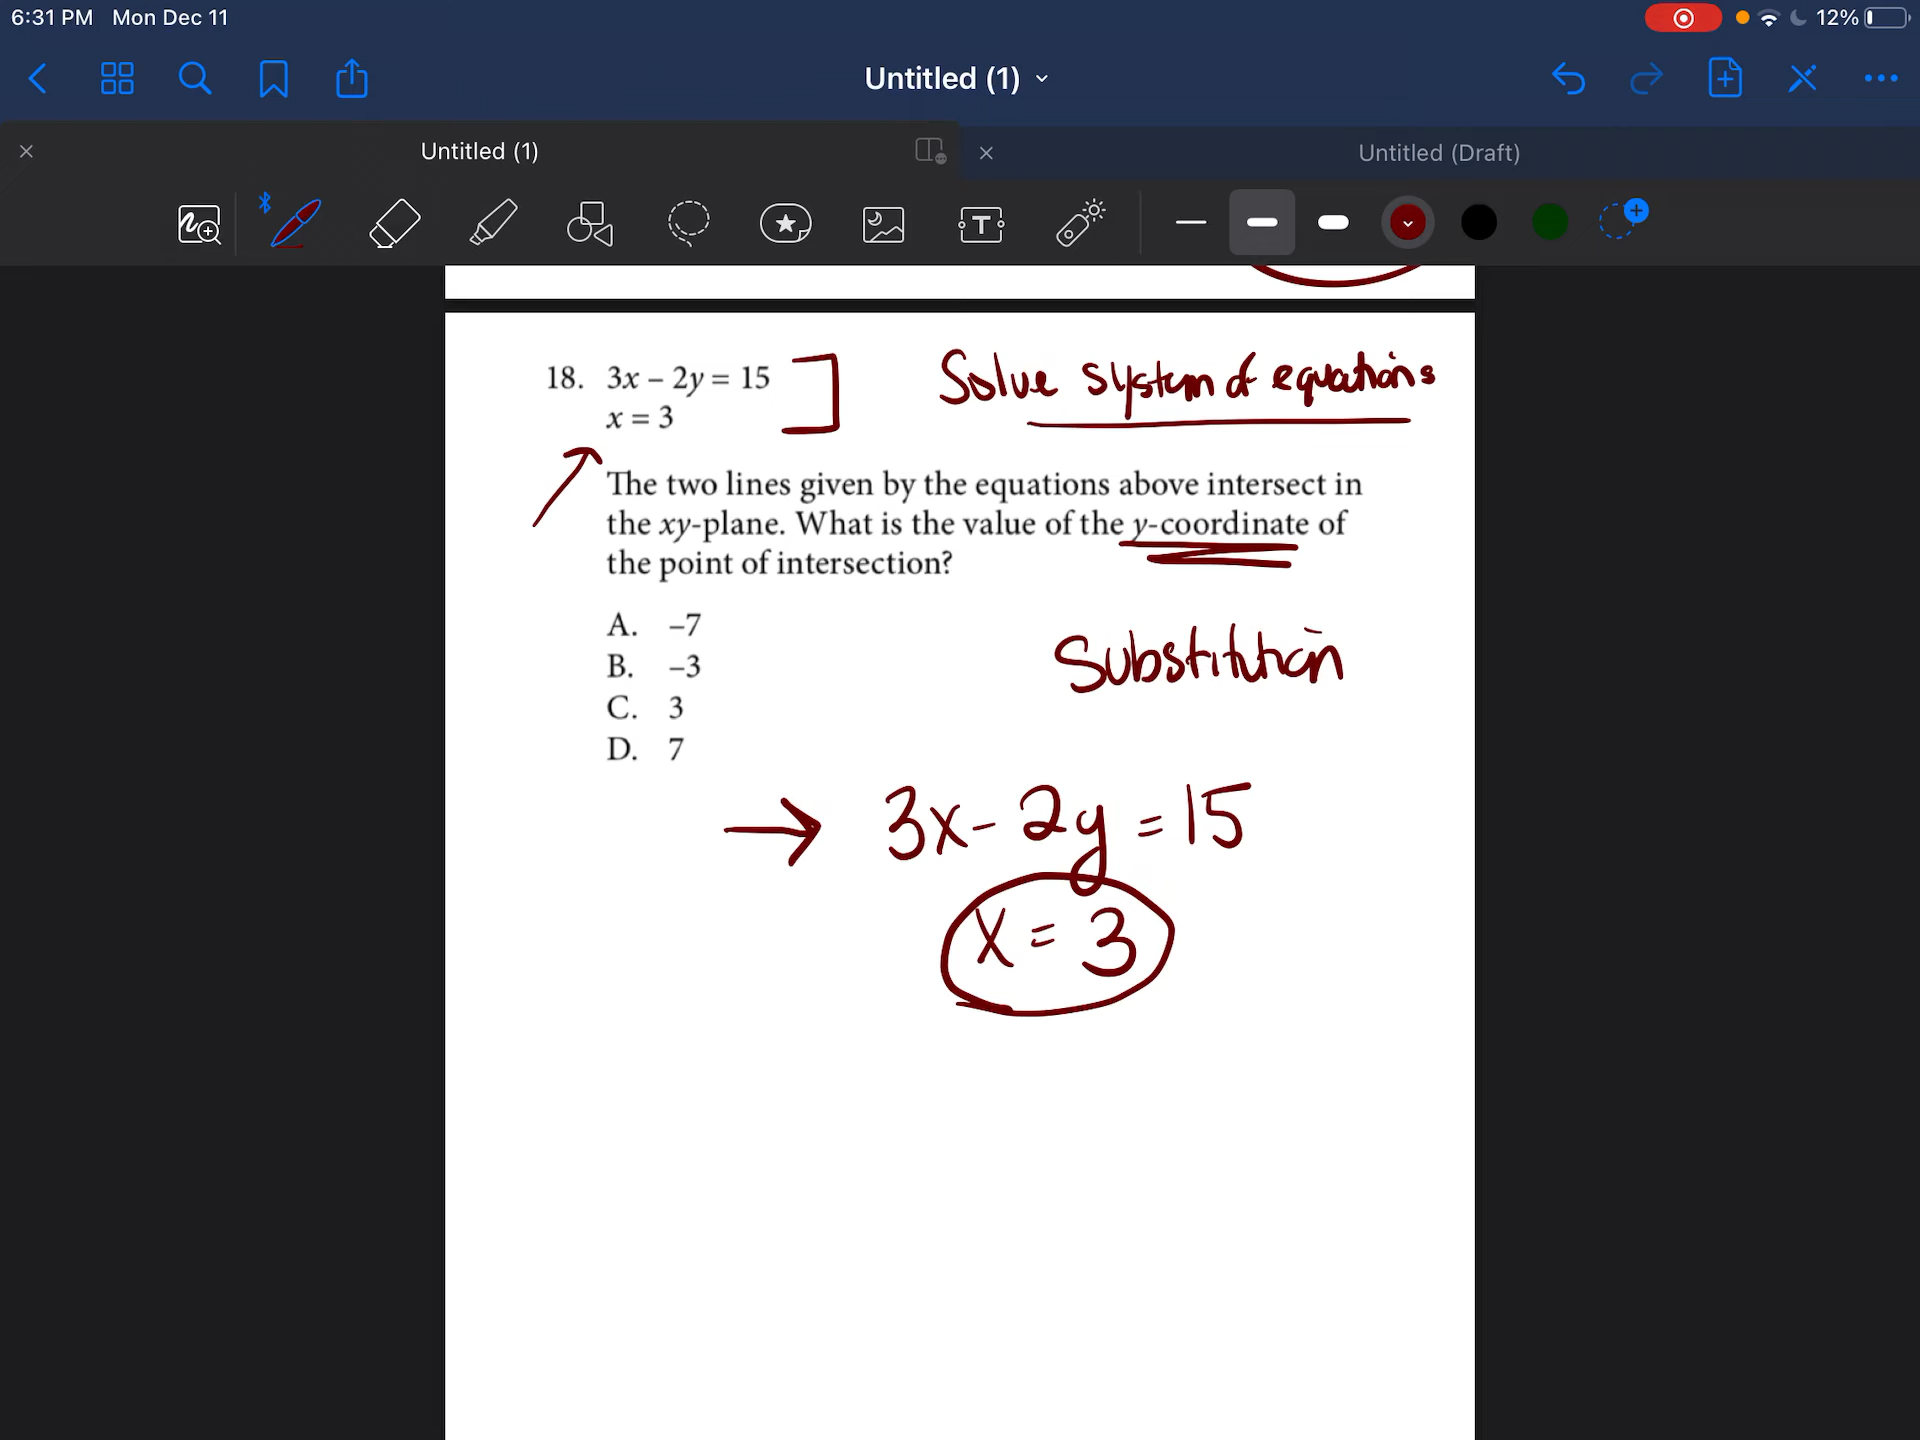 6:31 PM Mon Dec 11
12%
Untitled (1)
Untitled (1)
Untitled (Draft)
T
18. 3x – 2y = 15
x = 3
Solve system of equations
The two lines given by the equations above intersect in
the xy-plane. What is the value of the y-coordinate of
the point of intersection?
A. –7
B. –3
C. 3
D. 7
Substitution
→ 3x - 2y = 15
x = 3